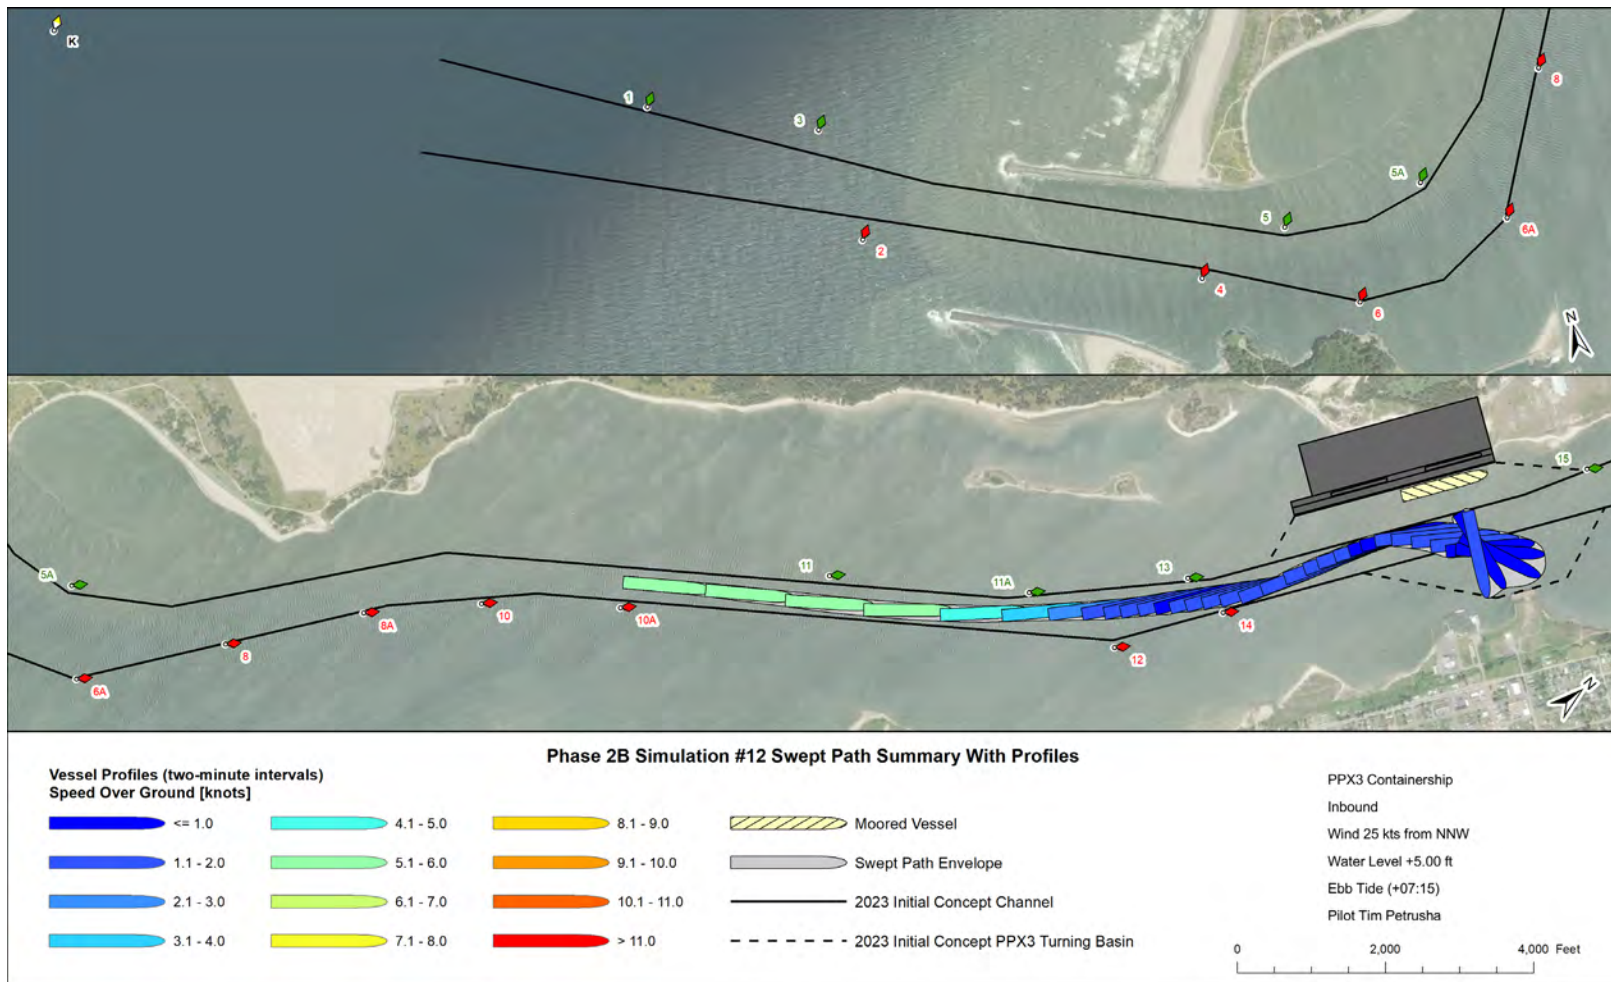 K
1
3
2
4
5
6
5A
6A
8
N
5A
6A
8
8A
10
10A
11
11A
12
13
14
15
N
Phase 2B Simulation #12 Swept Path Summary With Profiles
Vessel Profiles (two-minute intervals)
Speed Over Ground [knots]
<= 1.0
1.1 - 2.0
2.1 - 3.0
3.1 - 4.0
4.1 - 5.0
5.1 - 6.0
6.1 - 7.0
7.1 - 8.0
8.1 - 9.0
9.1 - 10.0
10.1 - 11.0
> 11.0
Moored Vessel
Swept Path Envelope
2023 Initial Concept Channel
2023 Initial Concept PPX3 Turning Basin
PPX3 Containership
Inbound
Wind 25 kts from NNW
Water Level +5.00 ft
Ebb Tide (+07:15)
Pilot Tim Petrusha
0 2,000 4,000 Feet